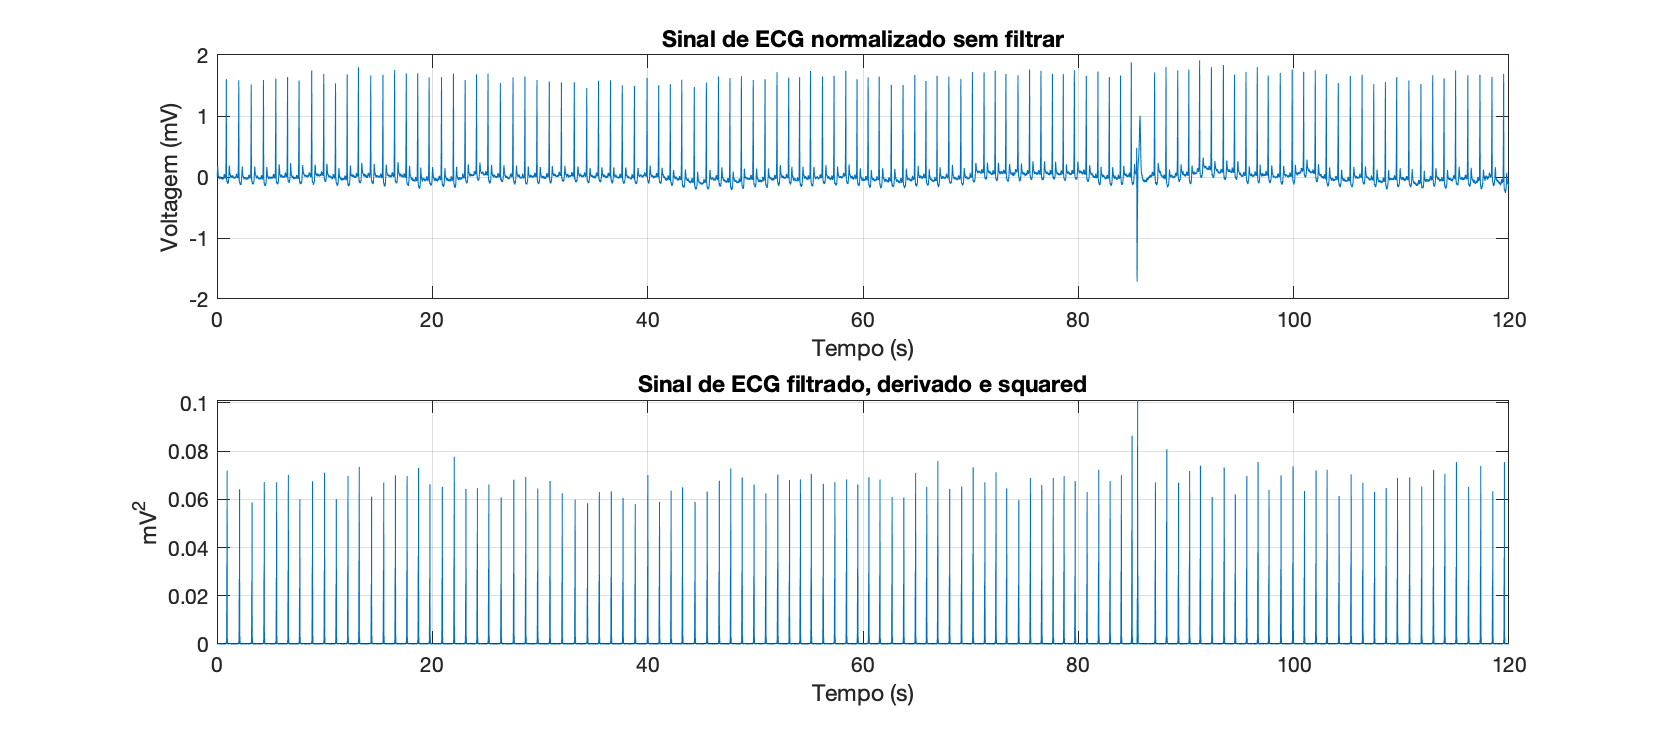 Sinal de ECG normalizado sem filtrar
Voltagem (mV)
2
1
0
-1
-2
0 20 40 60 80 100 120
Tempo (s)
Sinal de ECG filtrado, derivado e squared
mV²
0.1
0.08
0.06
0.04
0.02
0
0 20 40 60 80 100 120
Tempo (s)